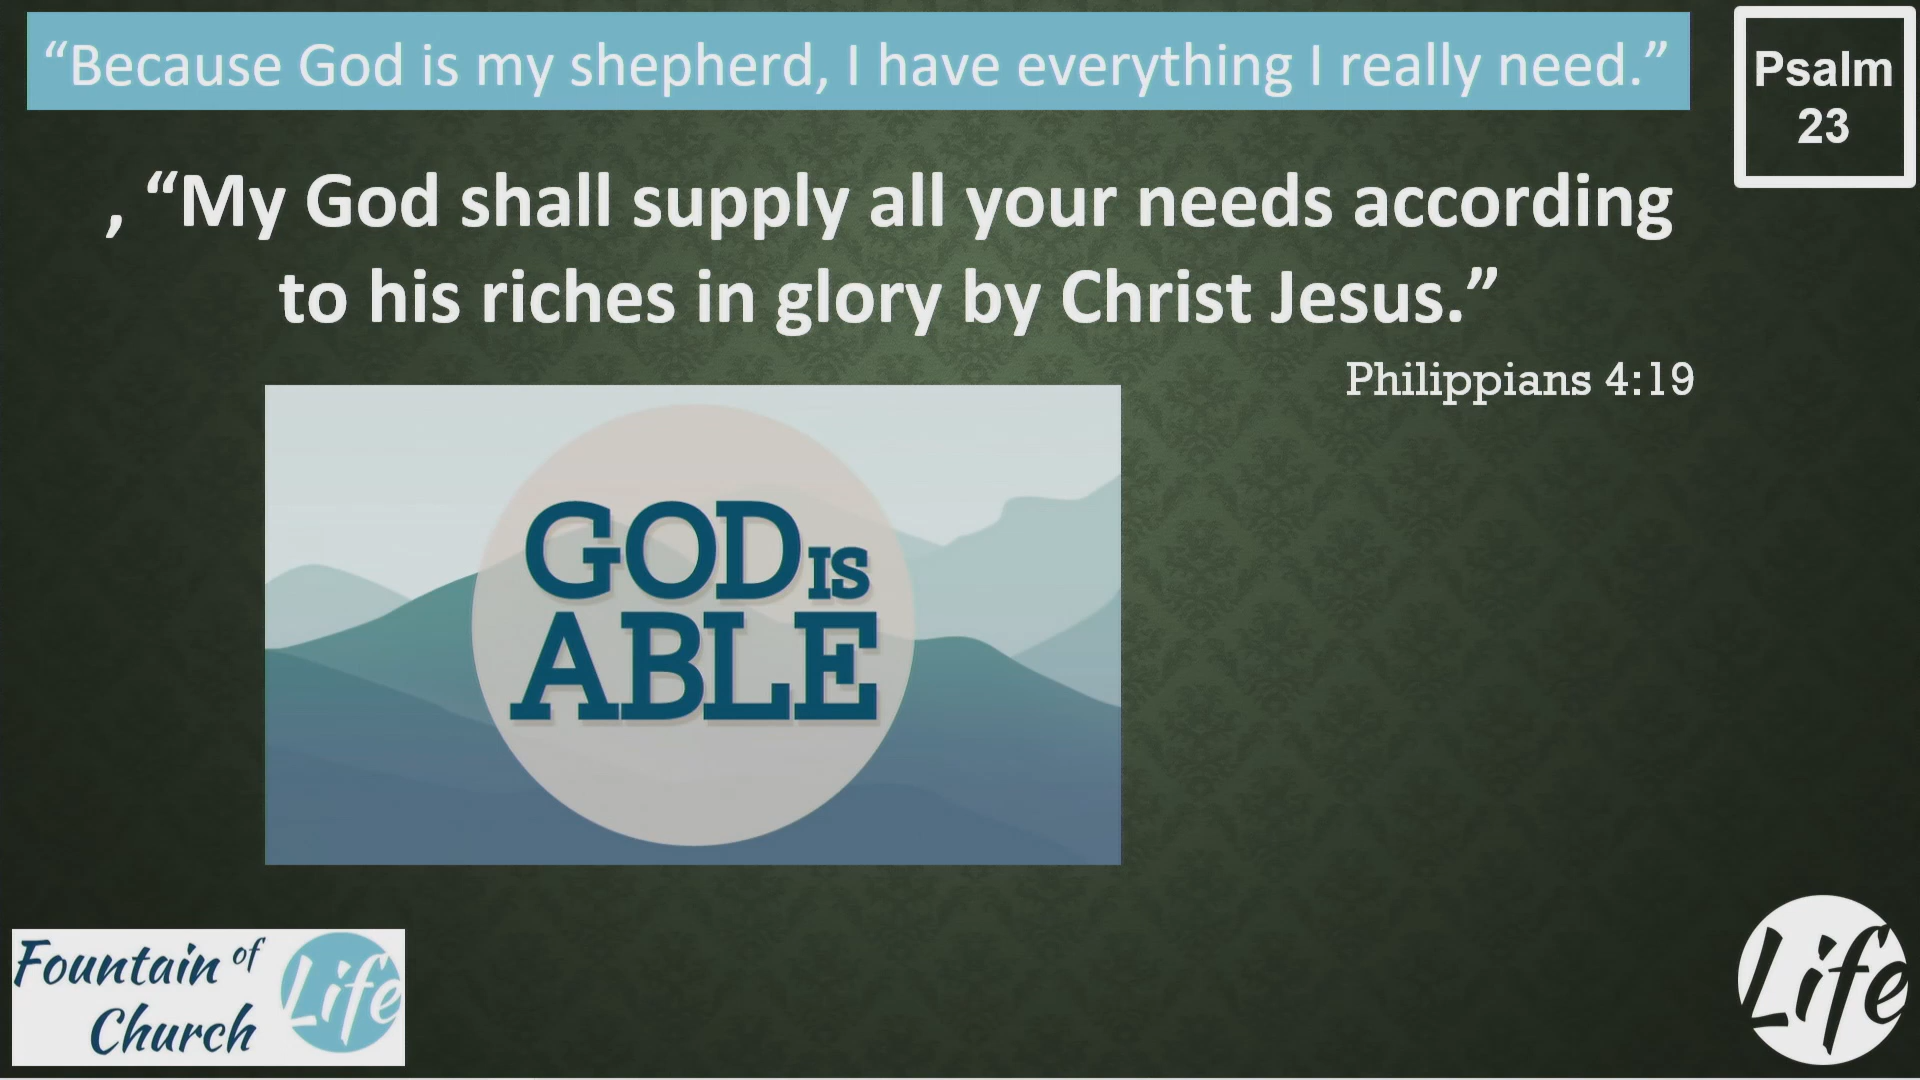 “Because God is my shepherd, I have everything I really need.”
Psalm
23
, “My God shall supply all your needs according
to his riches in glory by Christ Jesus.”
Philippians 4:19
GOD IS
ABLE
Fountain of
Church
Life
Life